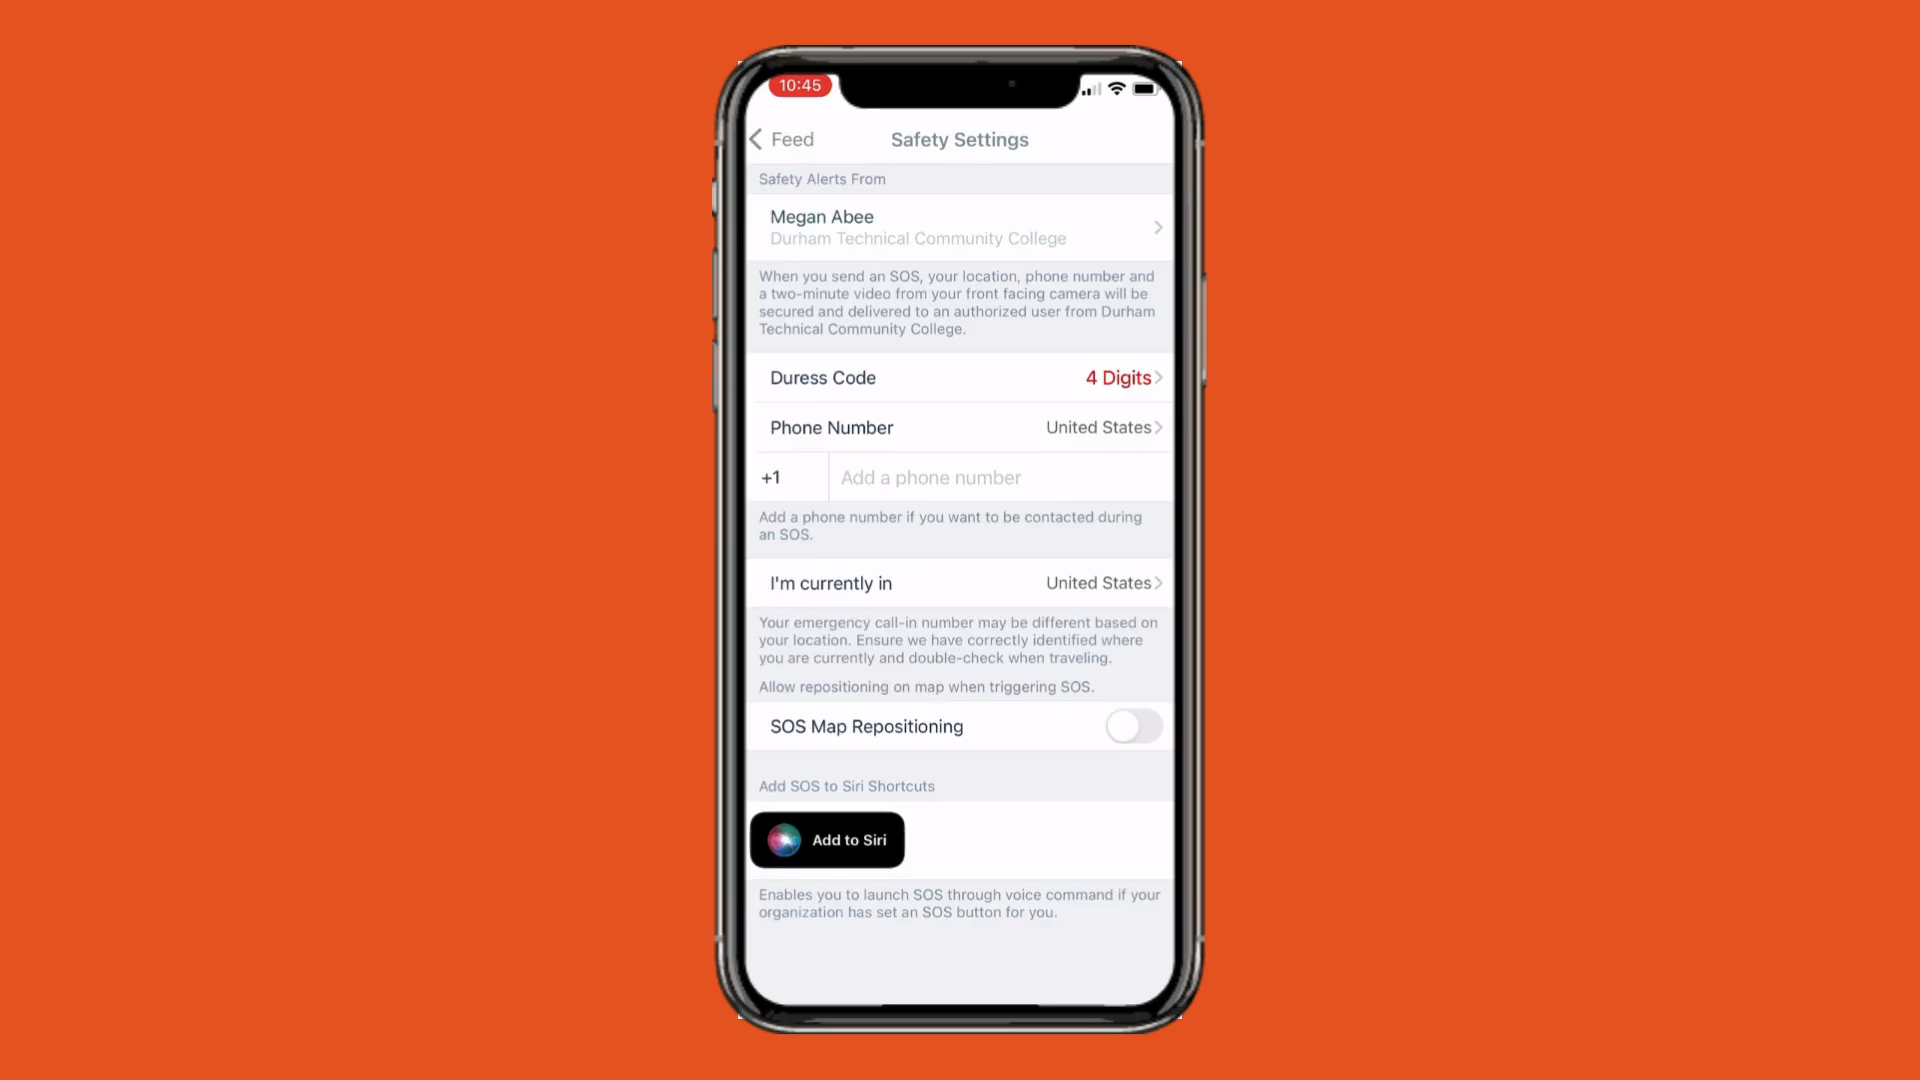 10:45
Feed
Safety Settings
Safety Alerts From
Megan Abee
Durham Technical Community College
When you send an SOS, your location, phone number and
a two-minute video from your front facing camera will be
secured and delivered to an authorized user from Durham
Technical Community College.
Duress Code
4 Digits
Phone Number
United States
+1
Add a phone number
Add a phone number if you want to be contacted during
an SOS.
I'm currently in
United States
Your emergency call-in number may be different based on
your location. Ensure we have correctly identified where
you are currently and double-check when traveling.
Allow repositioning on map when triggering SOS.
SOS Map Repositioning
Add SOS to Siri Shortcuts
Add to Siri
Enables you to launch SOS through voice command if your
organization has set an SOS button for you.